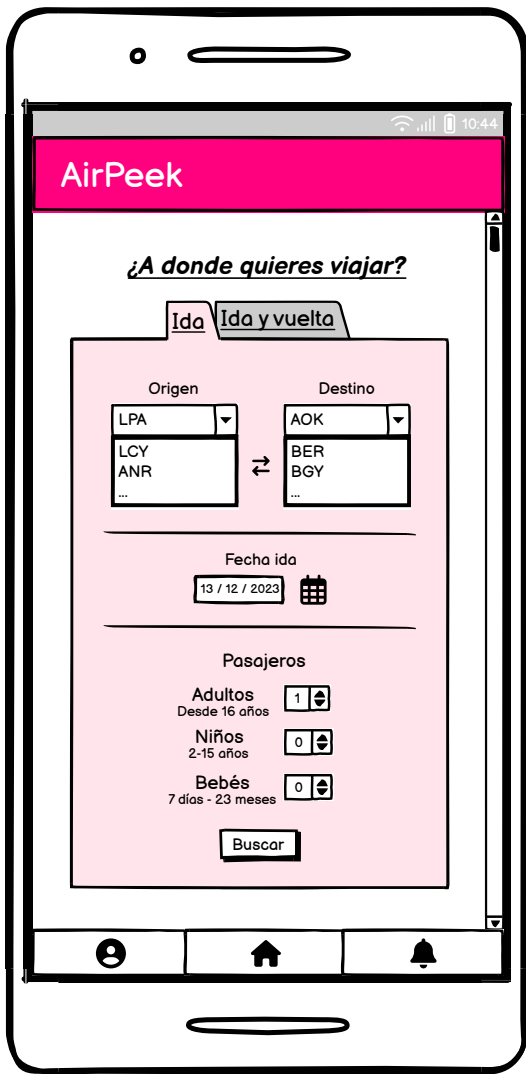 10:44
AirPeek
¿A donde quieres viajar?
Ida
Ida y vuelta
Origen
Destino
LPA
AOK
LCY
ANR
...
BER
BGY
...
Fecha ida
13 / 12 / 2023
Pasajeros
Adultos
1
Desde 16 años
Niños
0
2-15 años
Bebés
0
7 días - 23 meses
Buscar